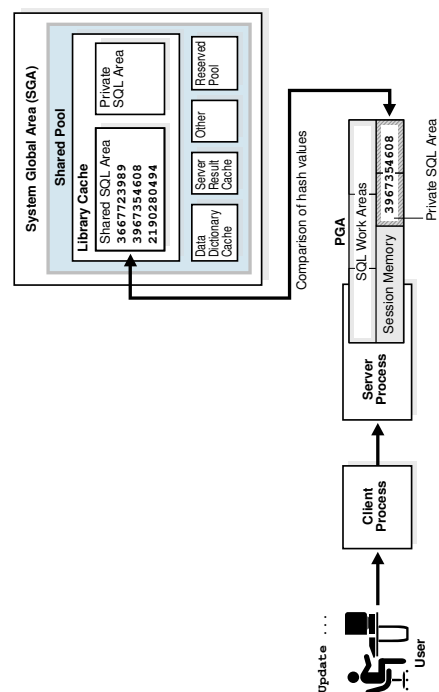 System Global Area (SGA)
Shared Pool
Library Cache
Shared SQL Area
3667723989
3967354608
2190280494
Private
SQL Area
Data
Dictionary
Cache
Server
Result
Cache
Other
Reserved
Pool
Comparison of hash values
PGA
SQL Work Areas
Session Memory
3967354608
Private SQL Area
Server
Process
Client
Process
Update ...
User